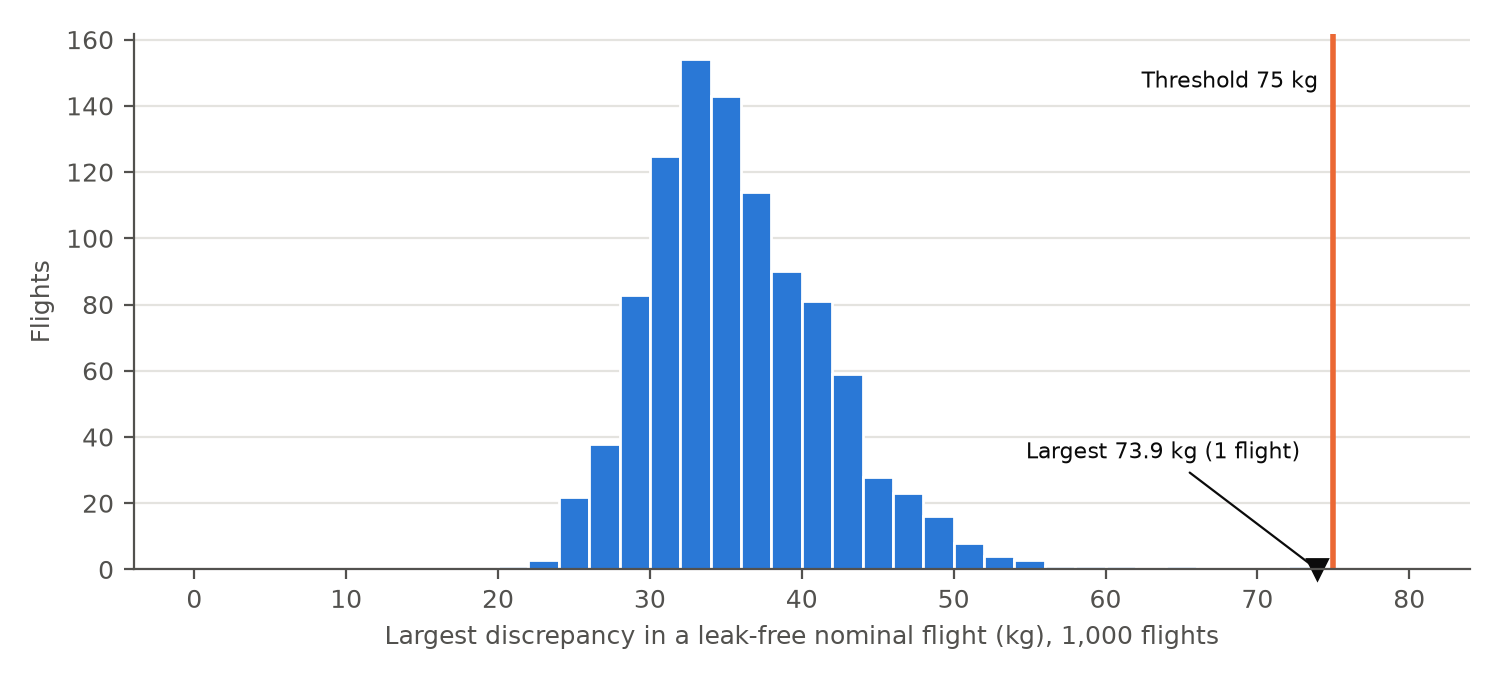 160
140
120
100
80
60
40
20
0
Flights
Threshold 75 kg
Largest 73.9 kg (1 flight)
0 10 20 30 40 50 60 70 80
Largest discrepancy in a leak-free nominal flight (kg), 1,000 flights